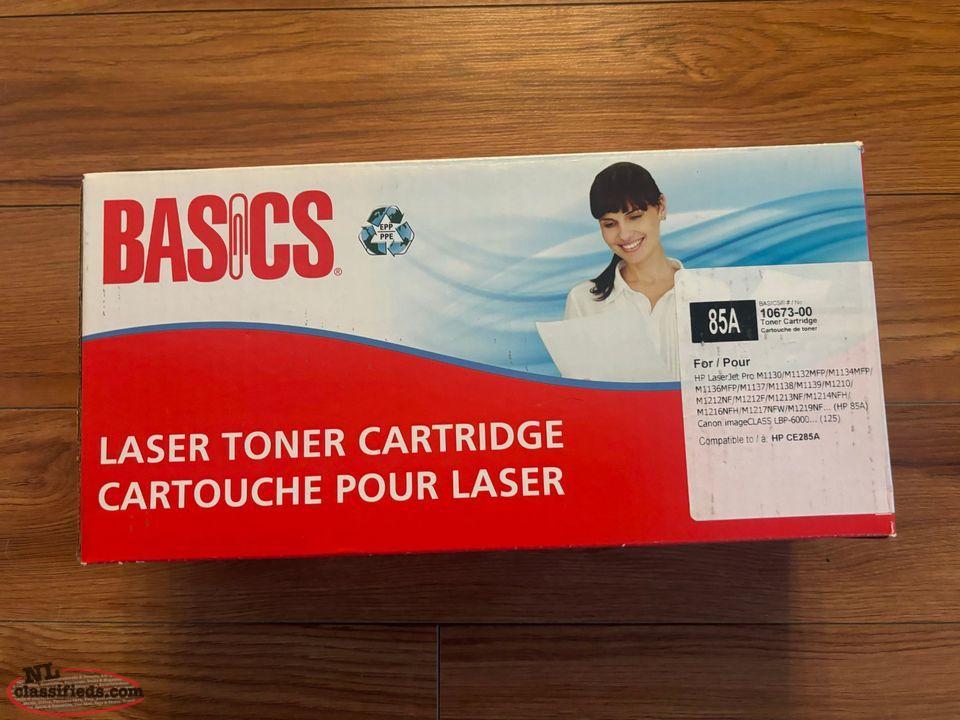 BASICS®
EPP
PPE
85A
BASICS® # / No
10673-00
Toner Cartridge
Cartouche de toner
For / Pour
HP LaserJet Pro M1130/M1132MFP/M1134MFP/
M1136MFP/M1137/M1138/M1139/M1210/
M1212NF/M1212F/M1213NF/M1214NFH/
M1216NFH/M1217NFW/M1219NF... (HP 85A)
Canon imageCLASS LBP-6000... (125)
Compatible to / à: HP CE285A
LASER TONER CARTRIDGE
CARTOUCHE POUR LASER
NL
classifieds.com